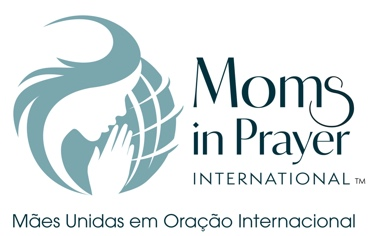 Moms
in Prayer
INTERNATIONAL™
Mães Unidas em Oração Internacional